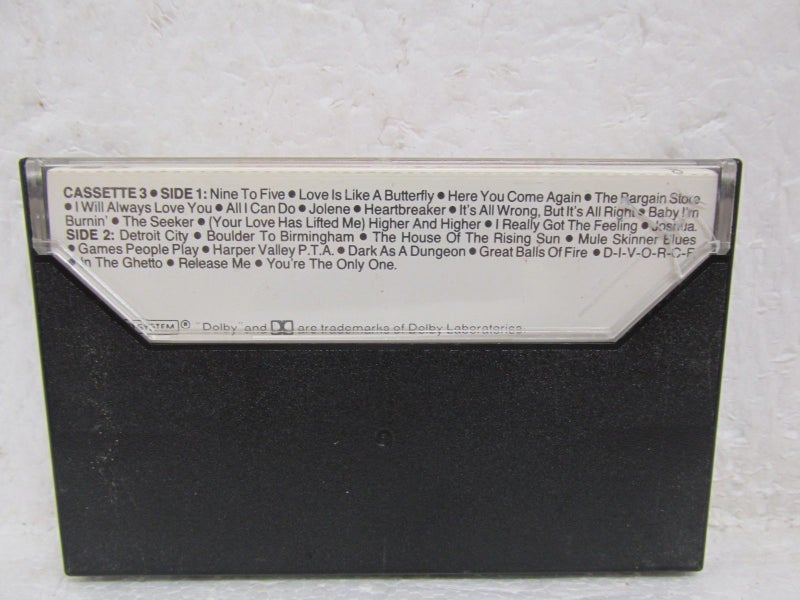 CASSETTE 3 ● SIDE 1: Nine To Five ● Love Is Like A Butterfly ● Here You Come Again ● The Bargain Store
● I Will Always Love You ● All I Can Do ● Jolene ● Heartbreaker ● It's All Wrong, But It's All Right ● Baby I'm
Burnin' ● The Seeker ● (Your Love Has Lifted Me) Higher And Higher ● I Really Got The Feeling ● Joshua.
SIDE 2: Detroit City ● Boulder To Birmingham ● The House Of The Rising Sun ● Mule Skinner Blues
● Games People Play ● Harper Valley P.T.A. ● Dark As A Dungeon ● Great Balls Of Fire ● D-I-V-O-R-C-E
● In The Ghetto ● Release Me ● You're The Only One.
SYSTEM ® "Dolby" and are trademarks of Dolby Laboratories.